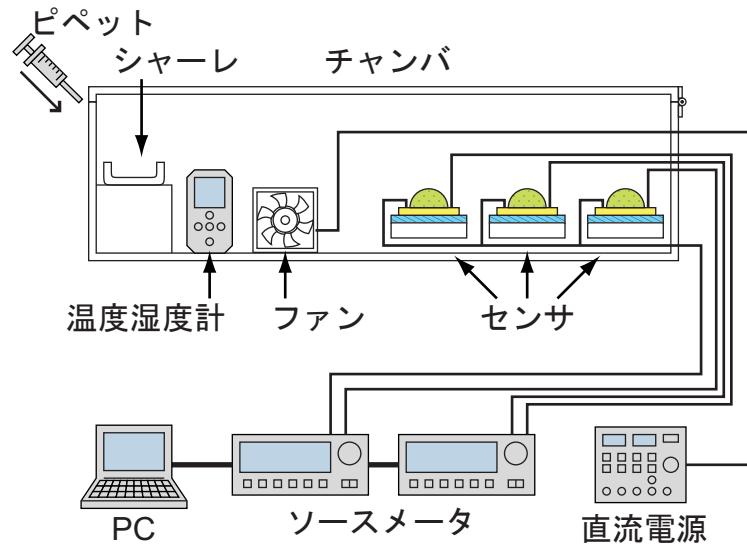 ピペット
シャーレ
チャンバ
温度湿度計
ファン
センサ
PC
ソースメータ
直流電源